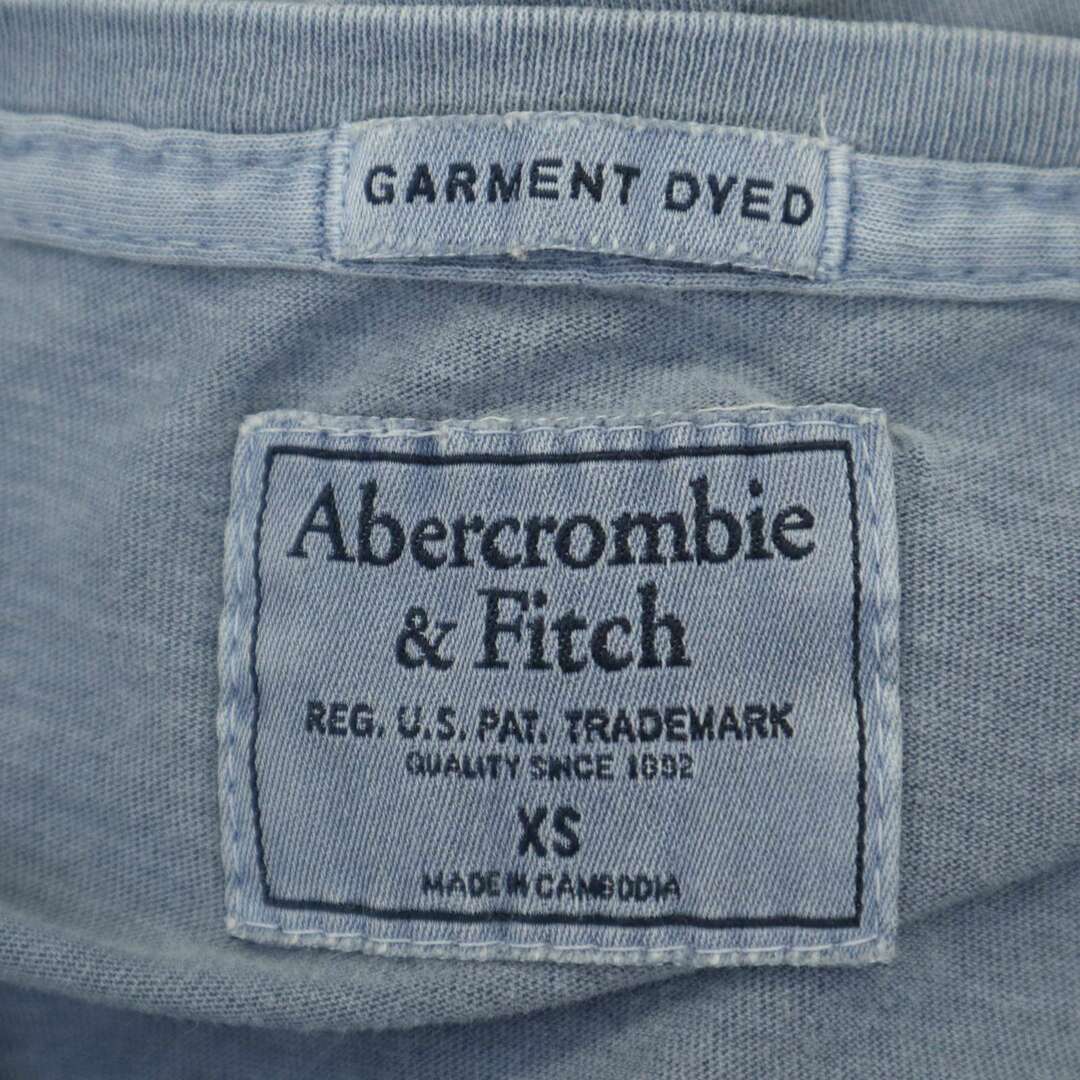 GARMENT DYED
Abercrombie
& Fitch
REG. U.S. PAT. TRADEMARK
QUALITY SINCE 1892
XS
MADE IN CAMBODIA